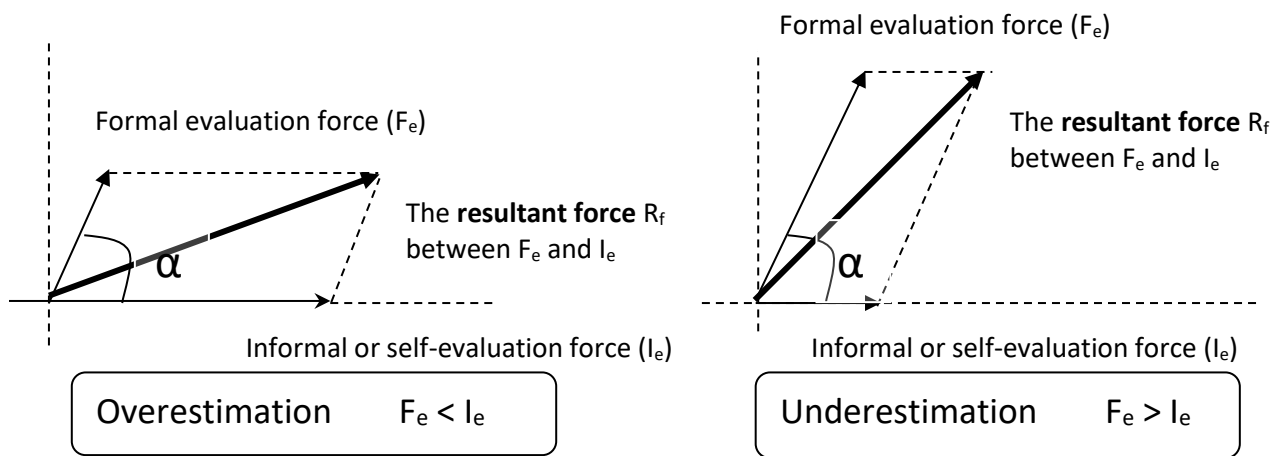 Formal evaluation force (Fₑ)
The resultant force R_f
between Fₑ and Iₑ
α
Informal or self-evaluation force (Iₑ)
Overestimation Fₑ < Iₑ
Formal evaluation force (Fₑ)
The resultant force R_f
between Fₑ and Iₑ
α
Informal or self-evaluation force (Iₑ)
Underestimation Fₑ > Iₑ